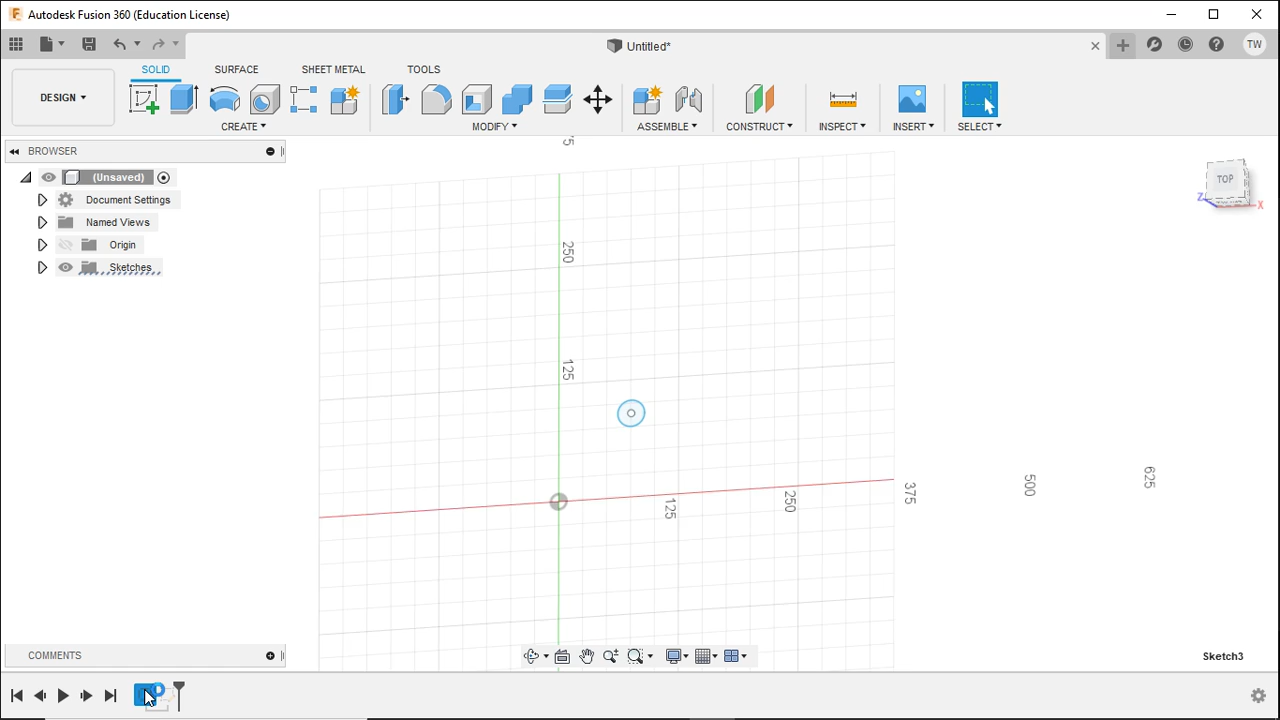 Autodesk Fusion 360 (Education License)
Untitled*
TW
DESIGN
SOLID SURFACE SHEET METAL TOOLS
CREATE MODIFY ASSEMBLE CONSTRUCT INSPECT INSERT SELECT
BROWSER
(Unsaved)
Document Settings
Named Views
Origin
Sketches
TOP
Z X
5
250
125
125
250
375
500
625
COMMENTS
Sketch3